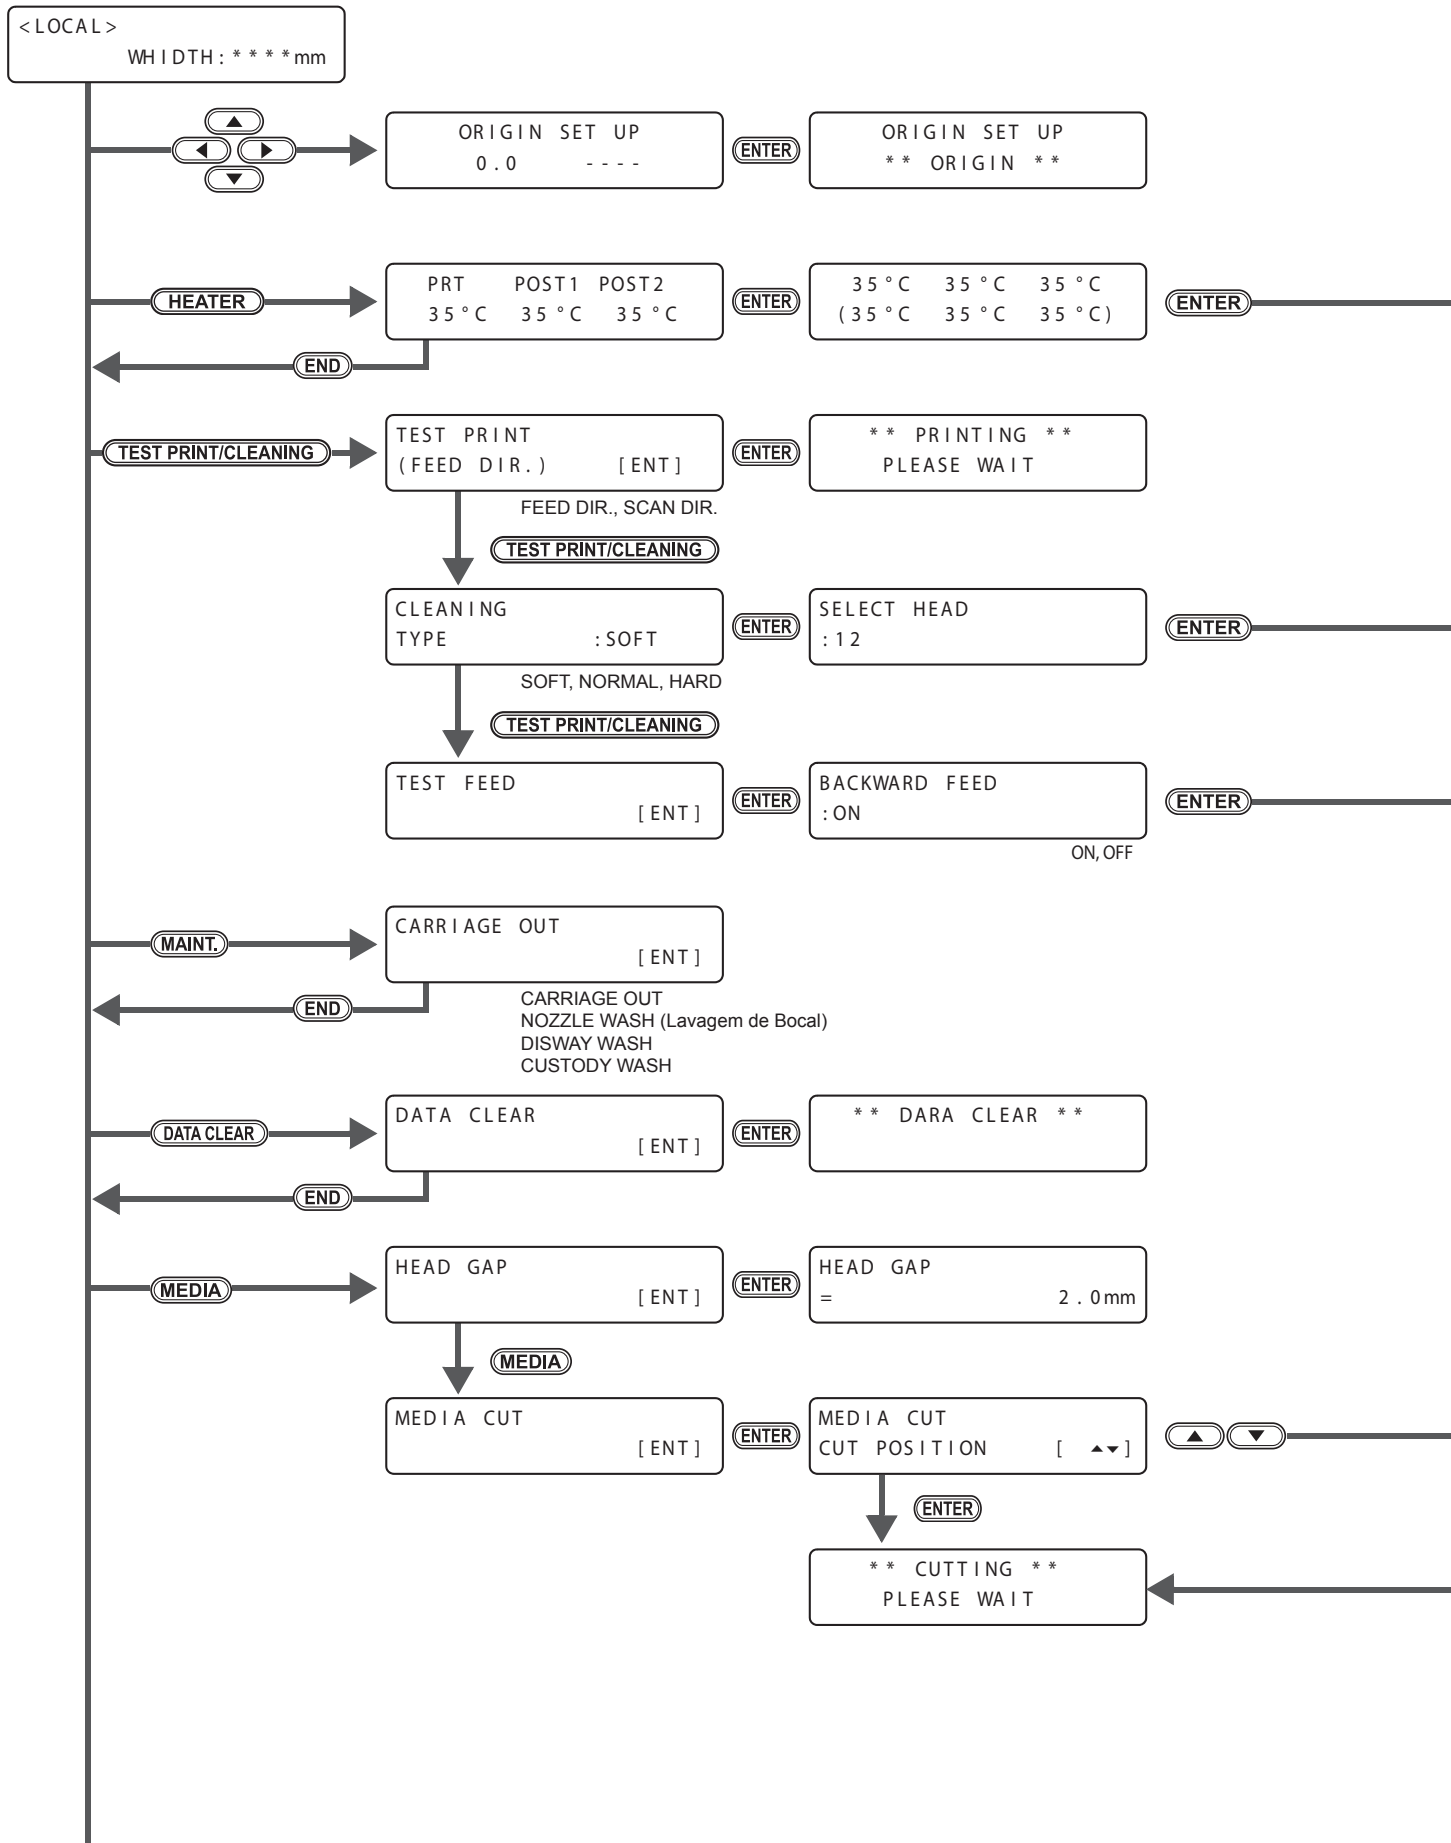 <LOCAL>
WHIDTH:****mm
ORIGIN SET UP
0.0 ----
ENTER
ORIGIN SET UP
** ORIGIN **
HEATER
PRT POST1 POST2
35°C 35°C 35°C
ENTER
35°C 35°C 35°C
(35°C 35°C 35°C)
ENTER
END
TEST PRINT/CLEANING
TEST PRINT
(FEED DIR.) [ENT]
ENTER
** PRINTING **
PLEASE WAIT
FEED DIR., SCAN DIR.
TEST PRINT/CLEANING
CLEANING
TYPE :SOFT
ENTER
SELECT HEAD
:12
ENTER
SOFT, NORMAL, HARD
TEST PRINT/CLEANING
TEST FEED
[ENT]
ENTER
BACKWARD FEED
:ON
ENTER
ON, OFF
MAINT.
CARRIAGE OUT
[ENT]
END
CARRIAGE OUT
NOZZLE WASH (Lavagem de Bocal)
DISWAY WASH
CUSTODY WASH
DATA CLEAR
DATA CLEAR
[ENT]
ENTER
** DARA CLEAR **
END
MEDIA
HEAD GAP
[ENT]
ENTER
HEAD GAP
= 2.0mm
MEDIA
MEDIA CUT
[ENT]
ENTER
MEDIA CUT
CUT POSITION [ ▲▼]
ENTER
** CUTTING **
PLEASE WAIT